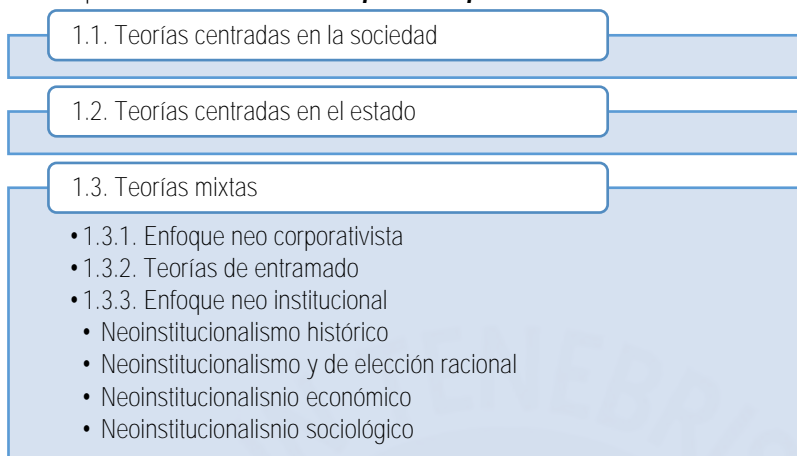 1.1. Teorías centradas en la sociedad
1.2. Teorías centradas en el estado
1.3. Teorías mixtas
•1.3.1. Enfoque neo corporativista
•1.3.2. Teorías de entramado
•1.3.3. Enfoque neo institucional
• Neoinstitucionalismo histórico
• Neoinstitucionalismo y de elección racional
• Neoinstitucionalisnio económico
• Neoinstitucionalisnio sociológico